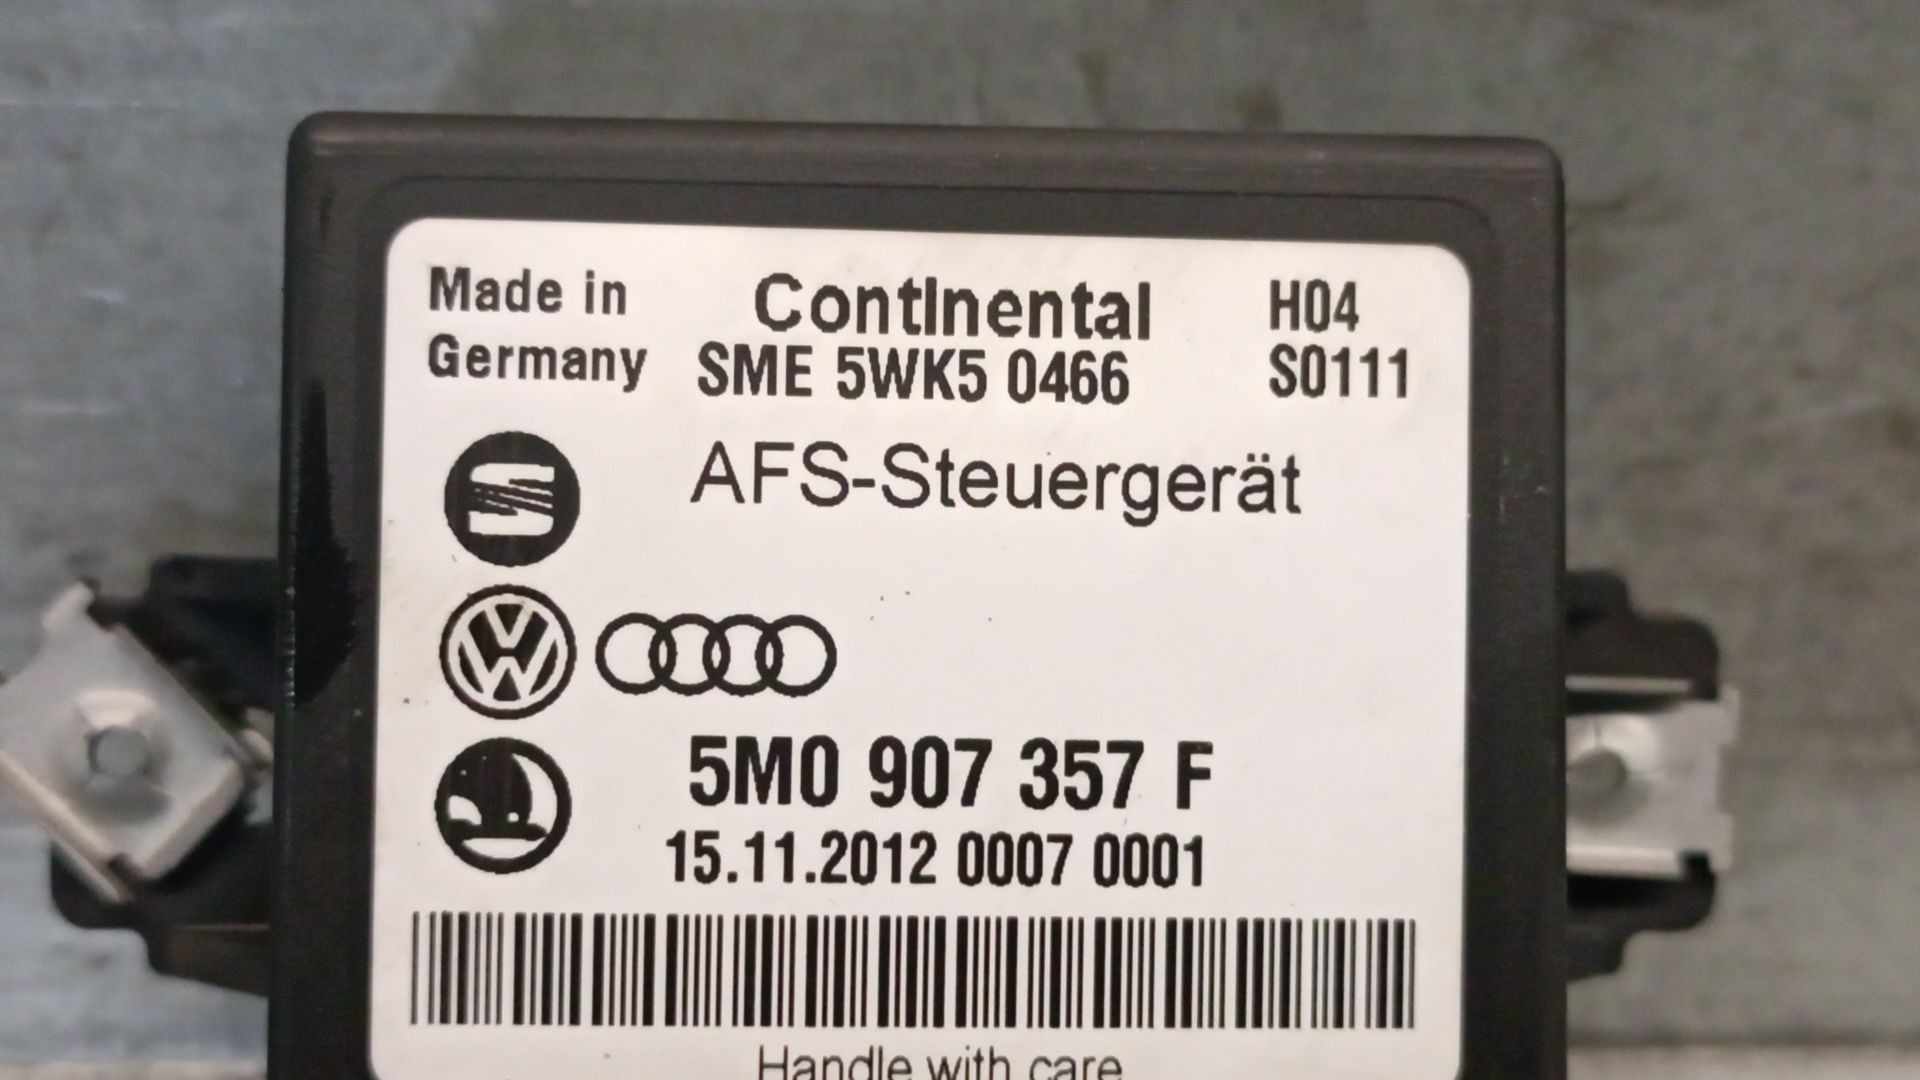 Made in
Germany
Continental
SME 5WK5 0466
H04
S0111
AFS-Steuergerät
5M0 907 357 F
15.11.2012 0007 0001
Handle with care